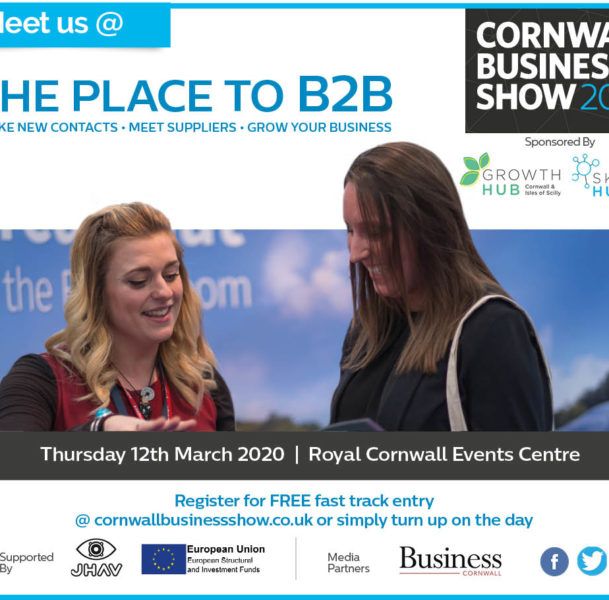 eet us @
HE PLACE TO B2B
KE NEW CONTACTS • MEET SUPPLIERS • GROW YOUR BUSINESS
CORNWA
BUSINES
SHOW 20
Sponsored By
GROWTH
HUB Cornwall &
Isles of Scilly
SK
HU
the
om
Thursday 12th March 2020 | Royal Cornwall Events Centre
Register for FREE fast track entry
@ cornwallbusinessshow.co.uk or simply turn up on the day
Supported
By
JHAV
European Union
European Structural
and Investment Funds
Media
Partners
Business
CORNWALL
f